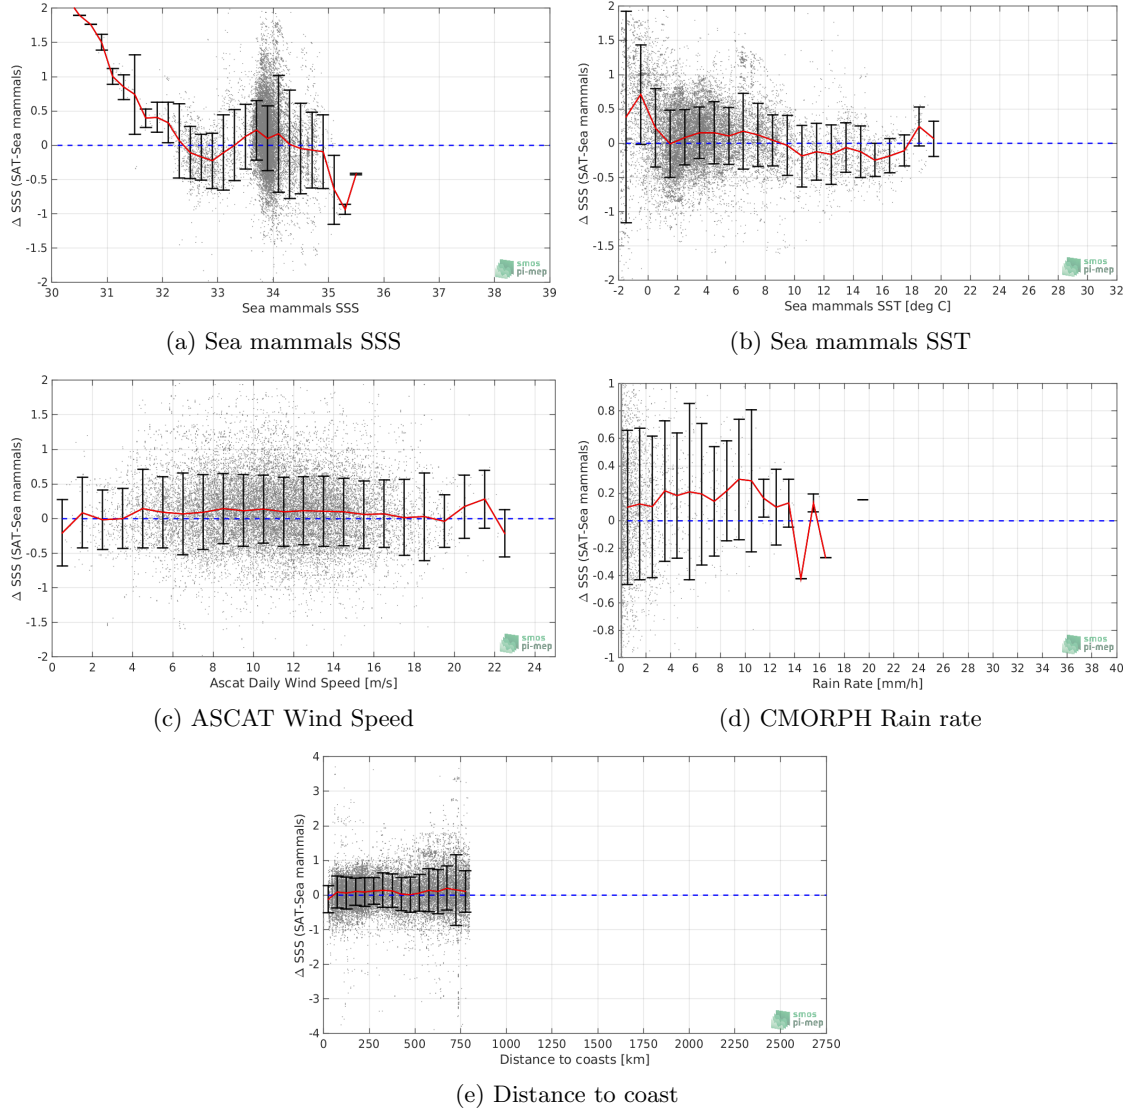 2
1.5
1
0.5
0
-0.5
-1
-1.5
-2
Δ SSS (SAT-Sea mammals)
30 31 32 33 34 35 36 37 38 39
Sea mammals SSS
smos
pi-mep
(a) Sea mammals SSS
2
1.5
1
0.5
0
-0.5
-1
-1.5
-2
Δ SSS (SAT-Sea mammals)
-2 0 2 4 6 8 10 12 14 16 18 20 22 24 26 28 30 32
Sea mammals SST [deg C]
smos
pi-mep
(b) Sea mammals SST
2
1.5
1
0.5
0
-0.5
-1
-1.5
-2
Δ SSS (SAT-Sea mammals)
0 2 4 6 8 10 12 14 16 18 20 22 24
Ascat Daily Wind Speed [m/s]
smos
pi-mep
(c) ASCAT Wind Speed
1
0.8
0.6
0.4
0.2
0
-0.2
-0.4
-0.6
-0.8
-1
Δ SSS (SAT-Sea mammals)
0 2 4 6 8 10 12 14 16 18 20 22 24 26 28 30 32 34 36 38 40
Rain Rate [mm/h]
smos
pi-mep
(d) CMORPH Rain rate
4
3
2
1
0
-1
-2
-3
-4
Δ SSS (SAT-Sea mammals)
0 250 500 750 1000 1250 1500 1750 2000 2250 2500 2750
Distance to coasts [km]
smos
pi-mep
(e) Distance to coast